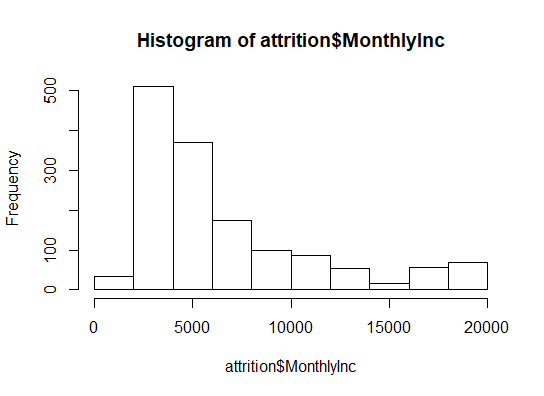 Histogram of attrition$MonthlyInc
Frequency
500
300
100
0
0 5000 10000 15000 20000
attrition$MonthlyInc